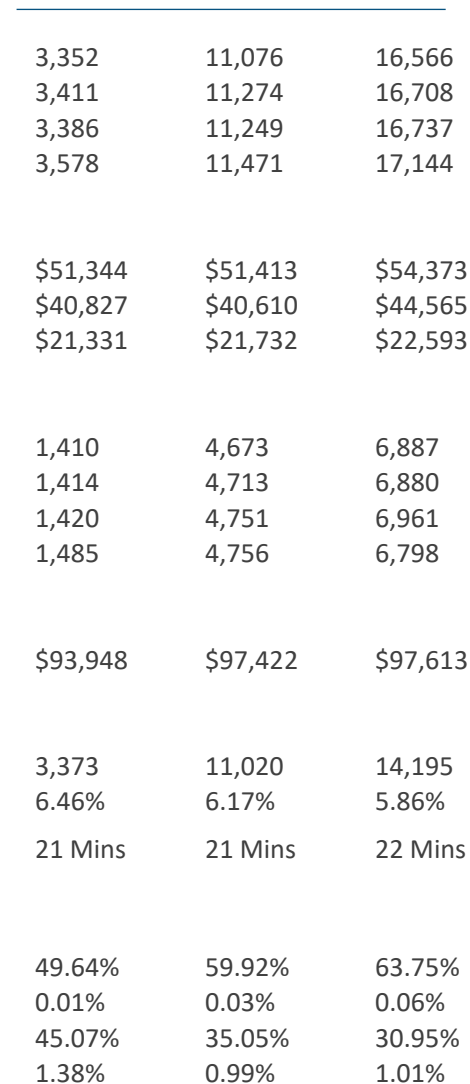 3,352 11,076 16,566
3,411 11,274 16,708
3,386 11,249 16,737
3,578 11,471 17,144
$51,344 $51,413 $54,373
$40,827 $40,610 $44,565
$21,331 $21,732 $22,593
1,410 4,673 6,887
1,414 4,713 6,880
1,420 4,751 6,961
1,485 4,756 6,798
$93,948 $97,422 $97,613
3,373 11,020 14,195
6.46% 6.17% 5.86%
21 Mins 21 Mins 22 Mins
49.64% 59.92% 63.75%
0.01% 0.03% 0.06%
45.07% 35.05% 30.95%
1.38% 0.99% 1.01%